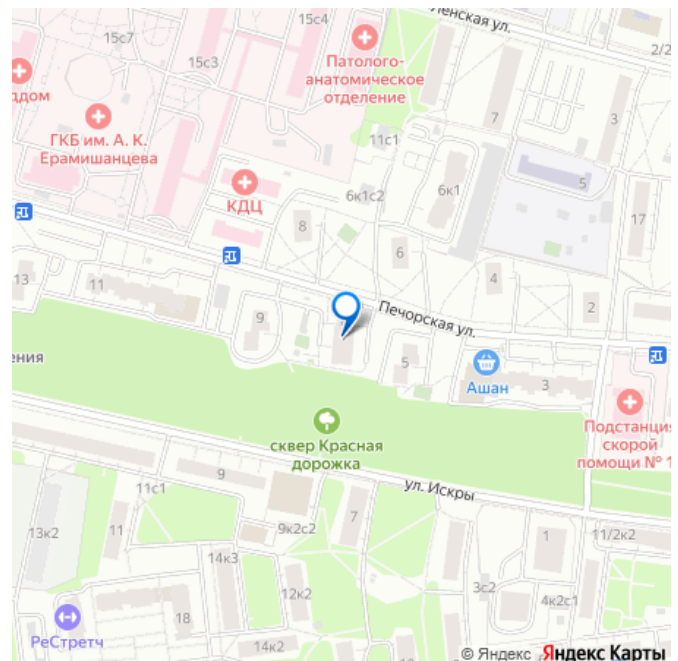 15с7
15с4
Ленская ул.
2/2
15с3
Патолого-
анатомическое
отделение
ддом
7
3
ГКБ им. А. К.
Ерамишанцева
11с1
КДЦ
6к1с2
6к1
5
8
17
6
13
11
4
2
9
Печорская ул.
ения
5
Ашан
3
сквер Красная
дорожка
Подстанция
скорой
помощи № 1
9
ул. Искры
11с1
13к2
11
9к2с2
7
1
11/2к2
14к3
12к2
3с2
4к2с1
18
РеСтретч
14к2
© Яндекс Яндекс Карты